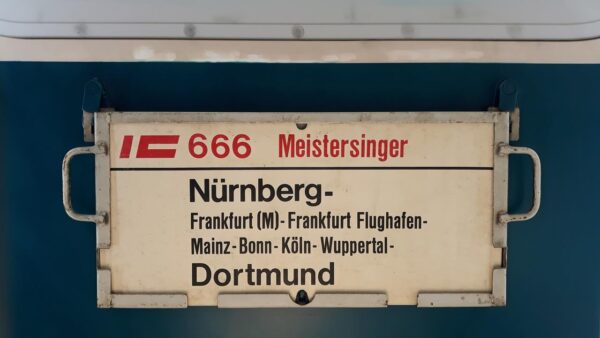 IC 666 Meistersinger
Nürnberg-
Frankfurt (M)- Frankfurt Flughafen-
Mainz-Bonn-Köln-Wuppertal-
Dortmund